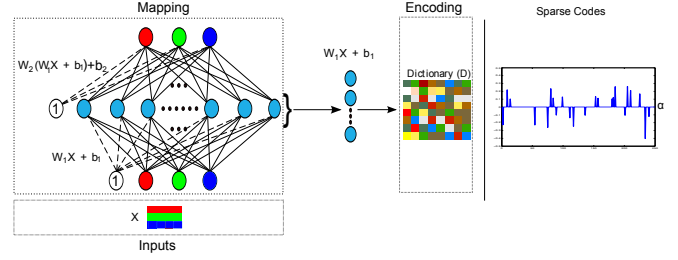 Mapping
Encoding
Sparse Codes
W₂(W₁X + b₁)+b₂
W₁X + b₁
Dictionary (D)
1
α
W₁X + b₁
1
X
Inputs